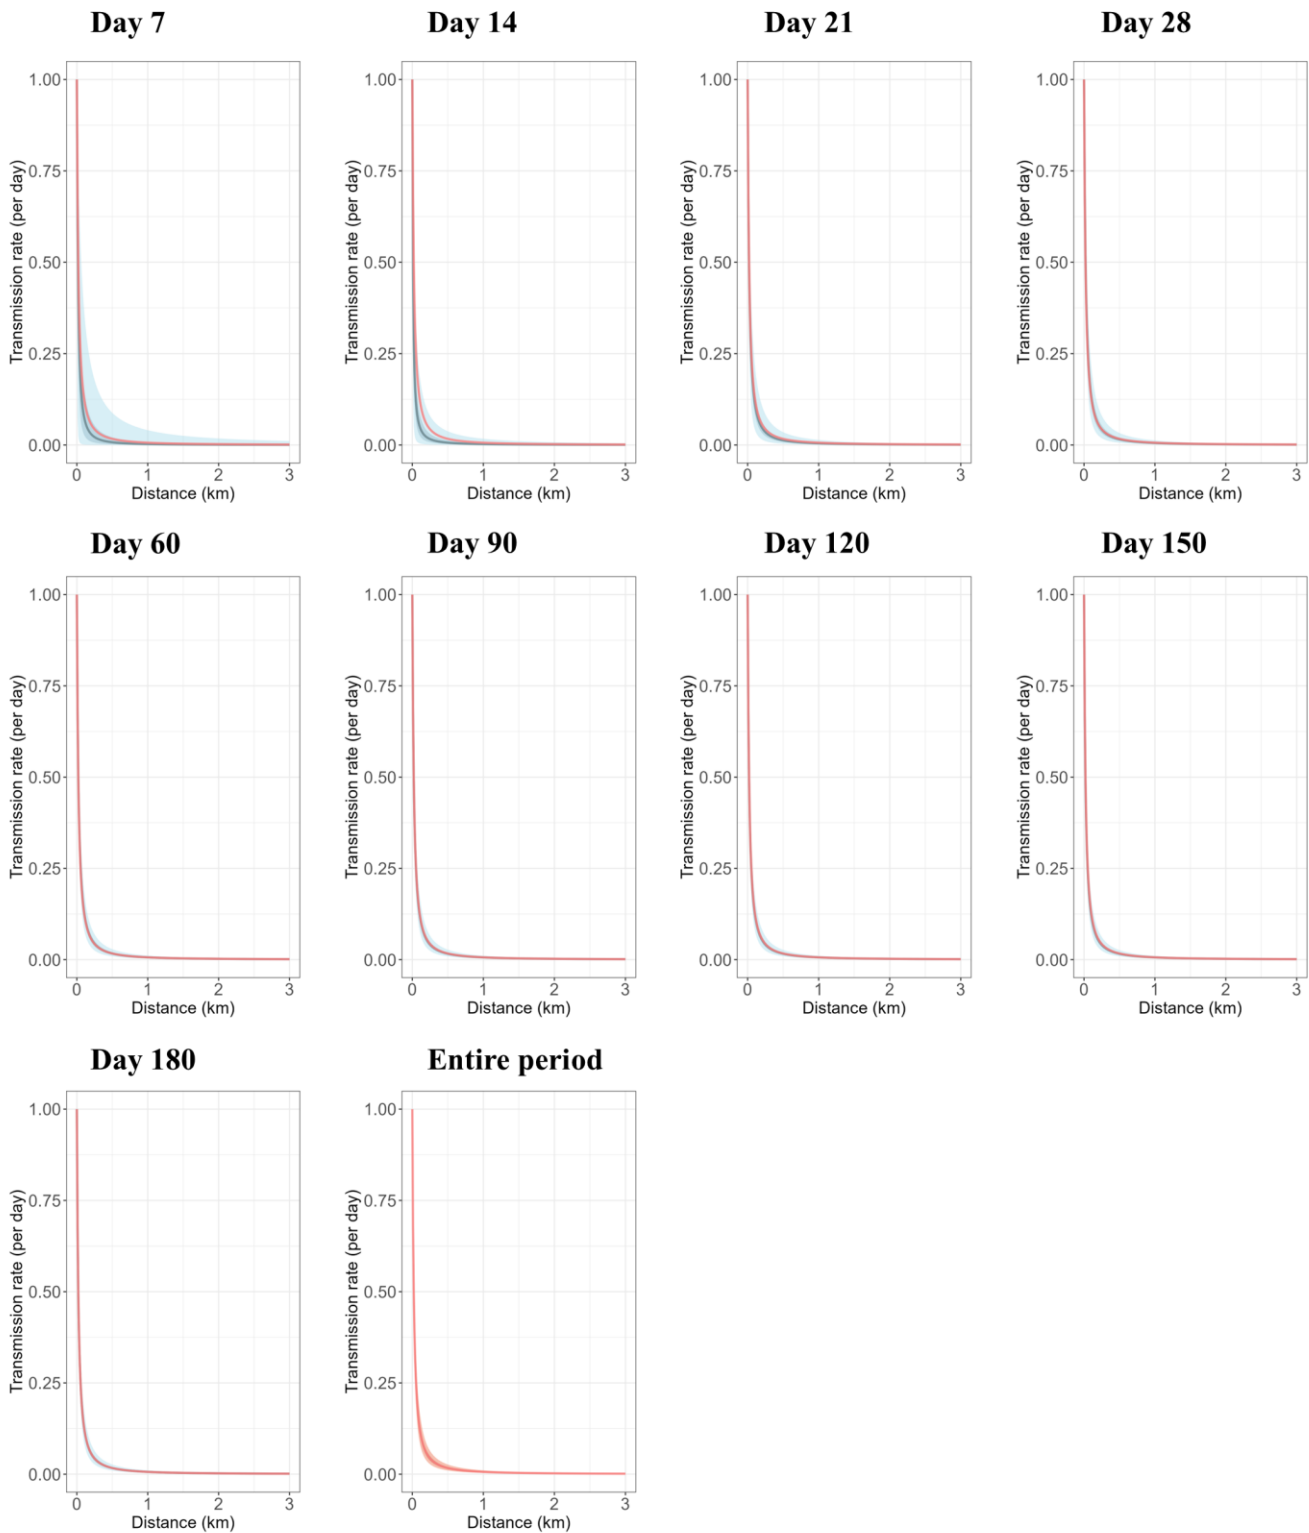 Day 7
Day 14
Day 21
Day 28
Transmission rate (per day)
1.00
0.75
0.50
0.25
0.00
0 1 2 3
Distance (km)
Transmission rate (per day)
1.00
0.75
0.50
0.25
0.00
0 1 2 3
Distance (km)
Transmission rate (per day)
1.00
0.75
0.50
0.25
0.00
0 1 2 3
Distance (km)
Transmission rate (per day)
1.00
0.75
0.50
0.25
0.00
0 1 2 3
Distance (km)
Day 60
Day 90
Day 120
Day 150
Transmission rate (per day)
1.00
0.75
0.50
0.25
0.00
0 1 2 3
Distance (km)
Transmission rate (per day)
1.00
0.75
0.50
0.25
0.00
0 1 2 3
Distance (km)
Transmission rate (per day)
1.00
0.75
0.50
0.25
0.00
0 1 2 3
Distance (km)
Transmission rate (per day)
1.00
0.75
0.50
0.25
0.00
0 1 2 3
Distance (km)
Day 180
Entire period
Transmission rate (per day)
1.00
0.75
0.50
0.25
0.00
0 1 2 3
Distance (km)
Transmission rate (per day)
1.00
0.75
0.50
0.25
0.00
0 1 2 3
Distance (km)